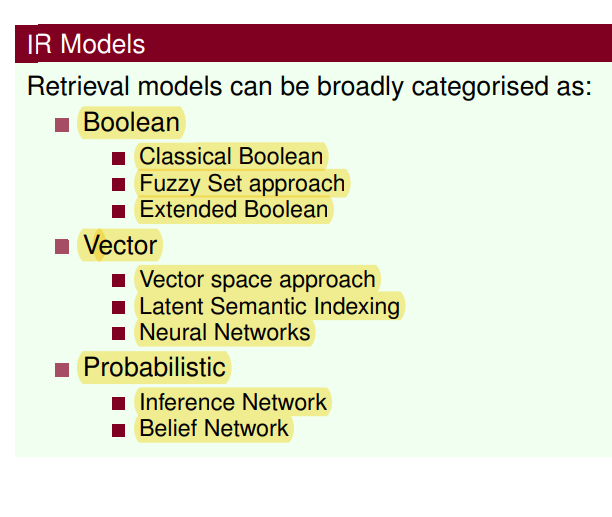 IR Models
Retrieval models can be broadly categorised as:
Boolean
Classical Boolean
Fuzzy Set approach
Extended Boolean
Vector
Vector space approach
Latent Semantic Indexing
Neural Networks
Probabilistic
Inference Network
Belief Network